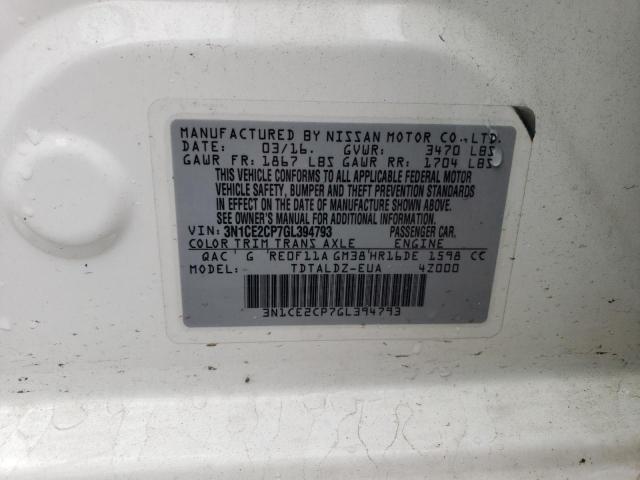 MANUFACTURED BY NISSAN MOTOR CO.,LTD.
DATE: 03/16. GVWR: 3470 LBS
GAWR FR: 1867 LBS GAWR RR: 1704 LBS
THIS VEHICLE CONFORMS TO ALL APPLICABLE FEDERAL MOTOR
VEHICLE SAFETY, BUMPER AND THEFT PREVENTION STANDARDS
IN EFFECT ON THE DATE OF MANUFACTURE SHOWN ABOVE.
SEE OWNER'S MANUAL FOR ADDITIONAL INFORMATION
VIN: 3N1CE2CP7GL394793 PASSENGER CAR.
COLOR TRIM TRANS AXLE ENGINE
QAC G RE0F11A GM38 HR16DE 1598 CC
MODEL: TDTALDZ-EUA 4Z000
3N1CE2CP7GL394793